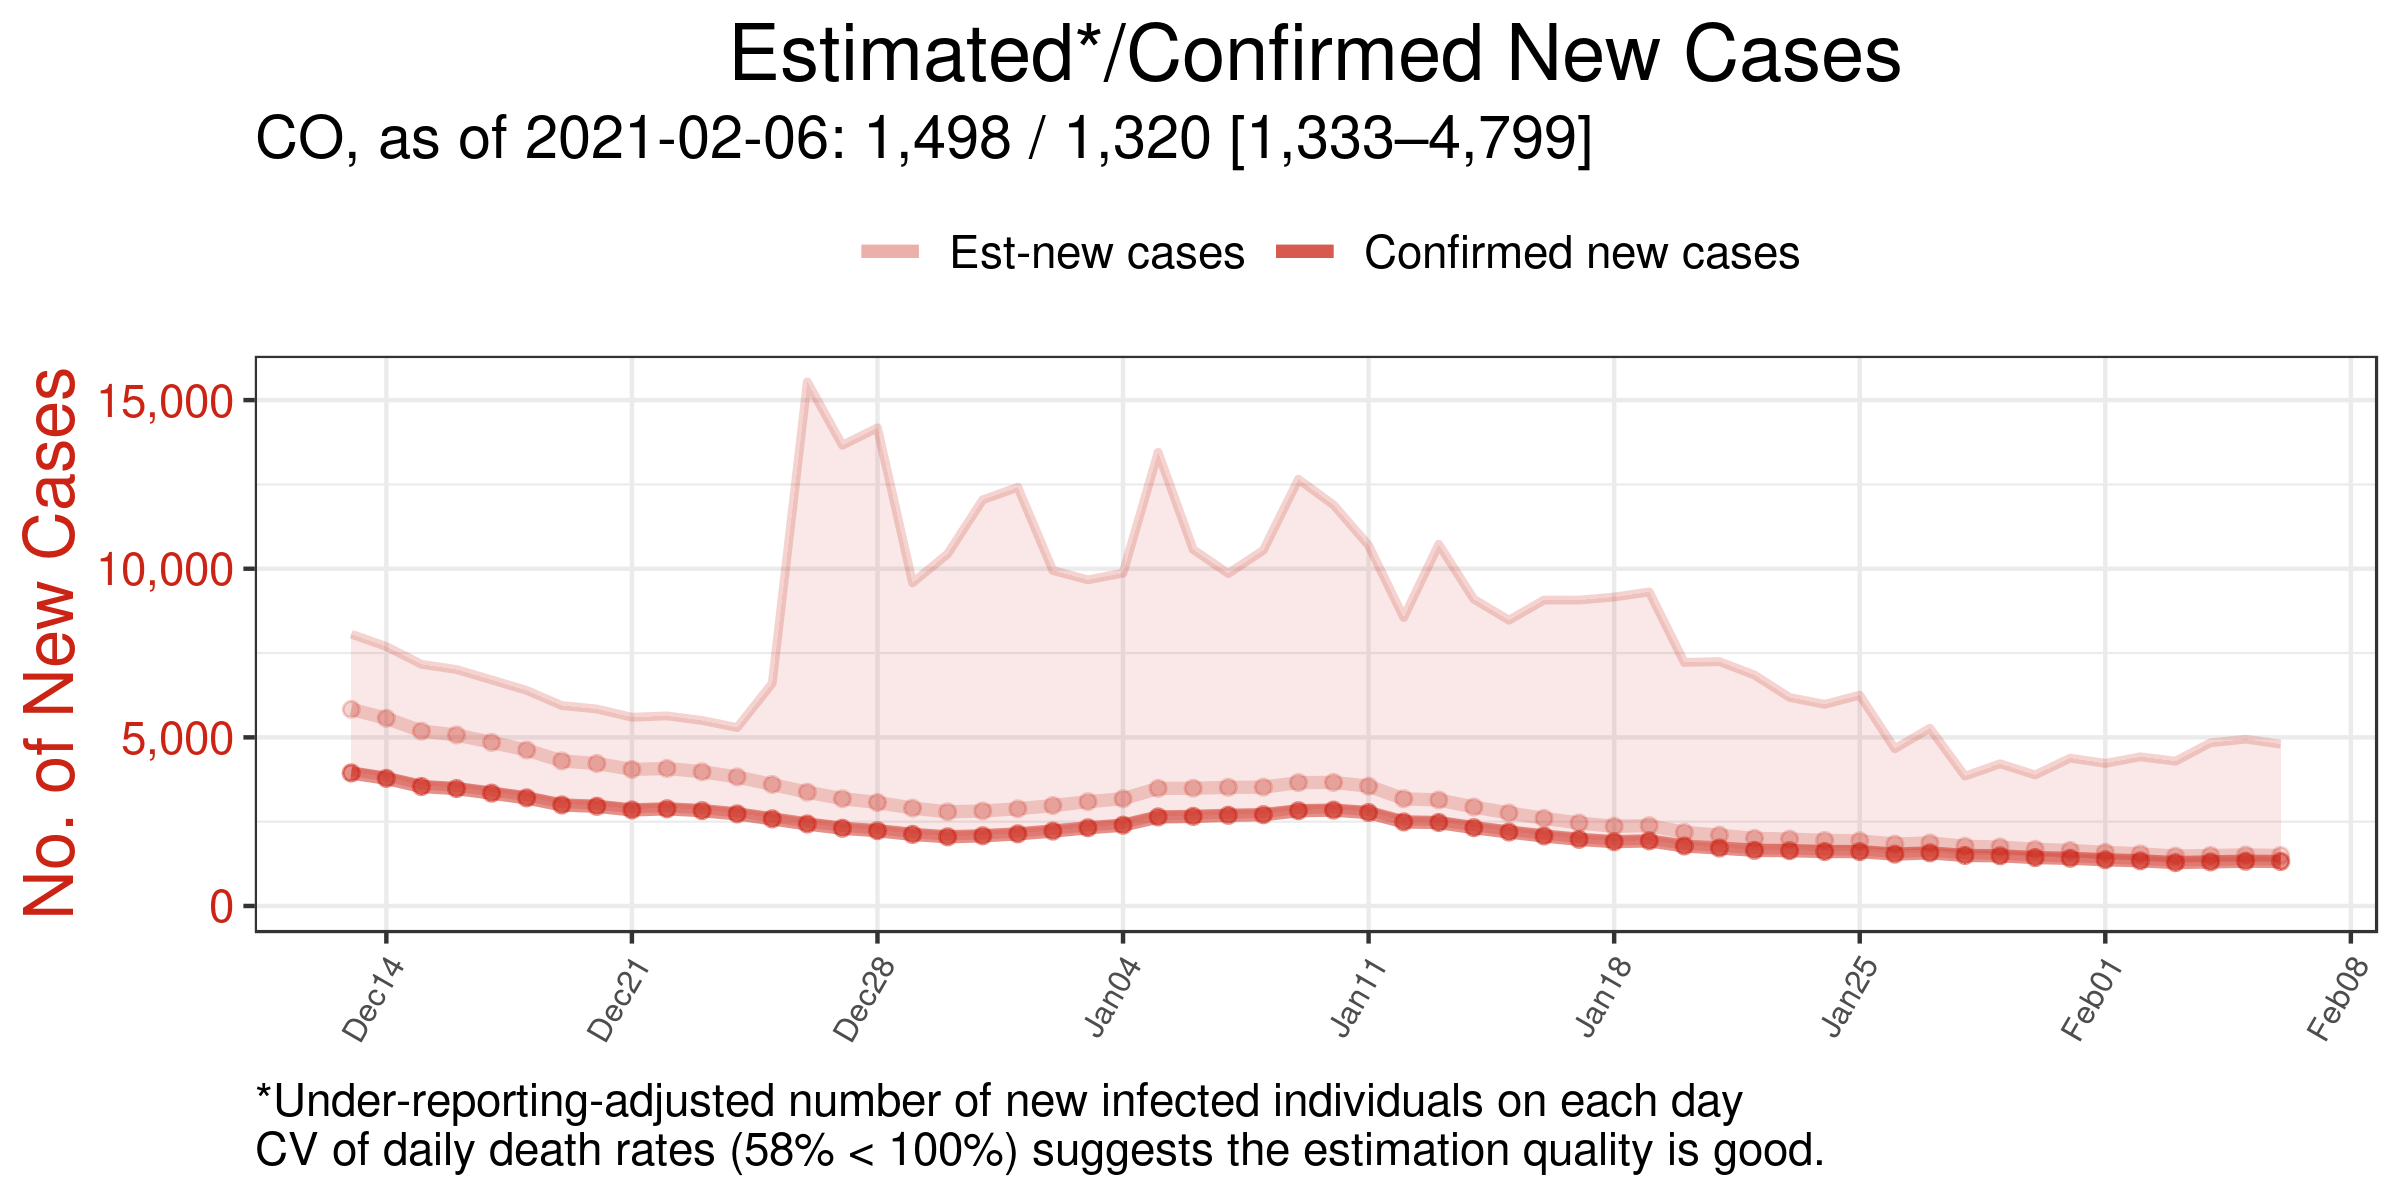 Estimated*/Confirmed New Cases
CO, as of 2021-02-06: 1,498 / 1,320 [1,333–4,799]
Est-new cases Confirmed new cases
No. of New Cases
15,000
10,000
5,000
0
Dec14 Dec21 Dec28 Jan04 Jan11 Jan18 Jan25 Feb01 Feb08
*Under-reporting-adjusted number of new infected individuals on each day
CV of daily death rates (58% < 100%) suggests the estimation quality is good.